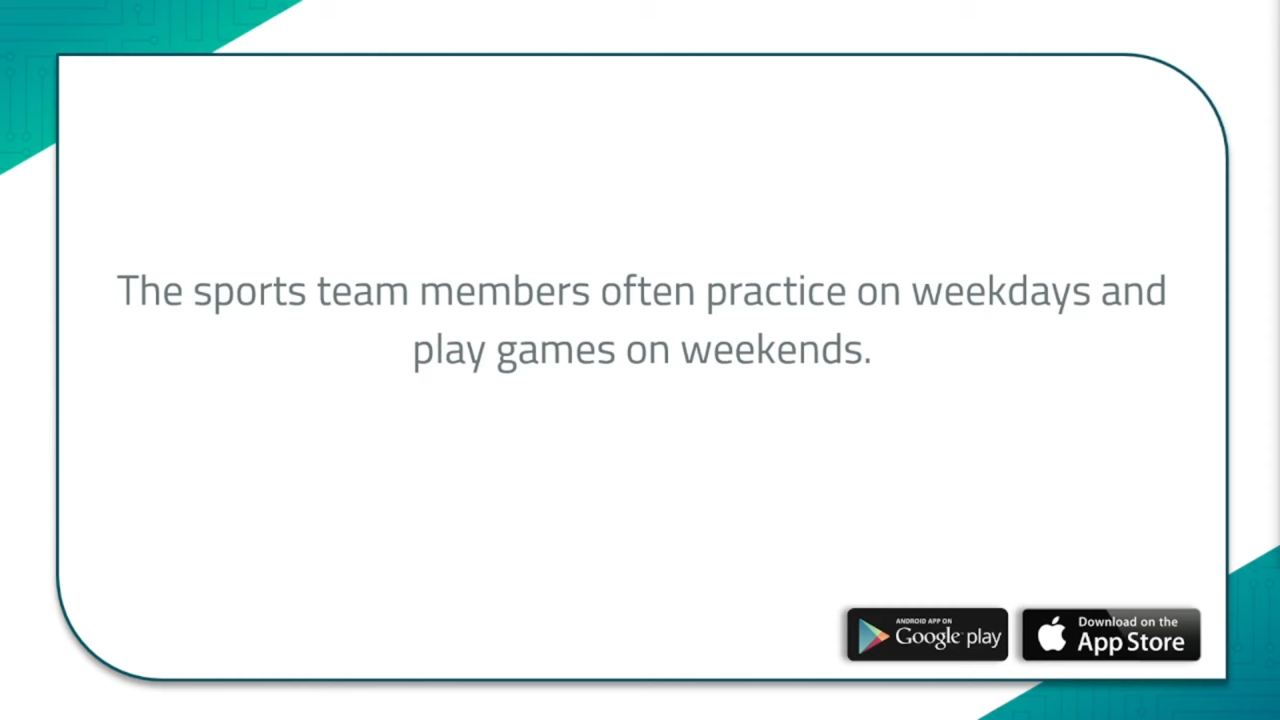 The sports team members often practice on weekdays and
play games on weekends.
ANDROID APP ON
Google play
Download on the
App Store